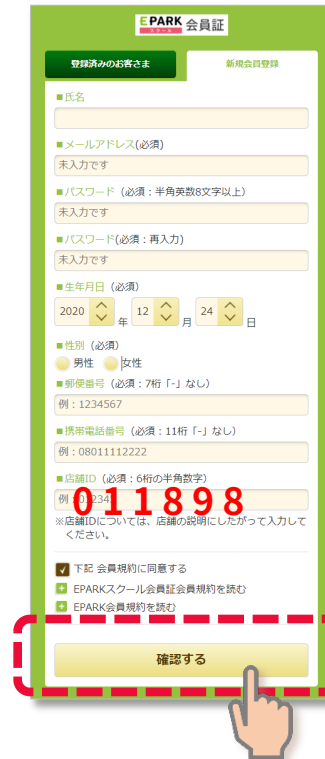 EPARK 会員証
スクール
登録済みのお客さま 新規会員登録
■氏名
■メールアドレス(必須)
未入力です
■パスワード（必須：半角英数8文字以上）
未入力です
■パスワード(必須：再入力)
未入力です
■生年月日（必須）
2020 年 12 月 24 日
■性別（必須）
男性 女性
■郵便番号（必須：7桁「-」なし）
例：1234567
■携帯電話番号（必須：11桁「-」なし）
例：08011112222
■店舗ID（必須：6桁の半角数字）
例：012345
011898
※店舗IDについては、店舗の説明にしたがって入力して
ください。
下記 会員規約に同意する
EPARKスクール会員証会員規約を読む
EPARK会員規約を読む
確認する